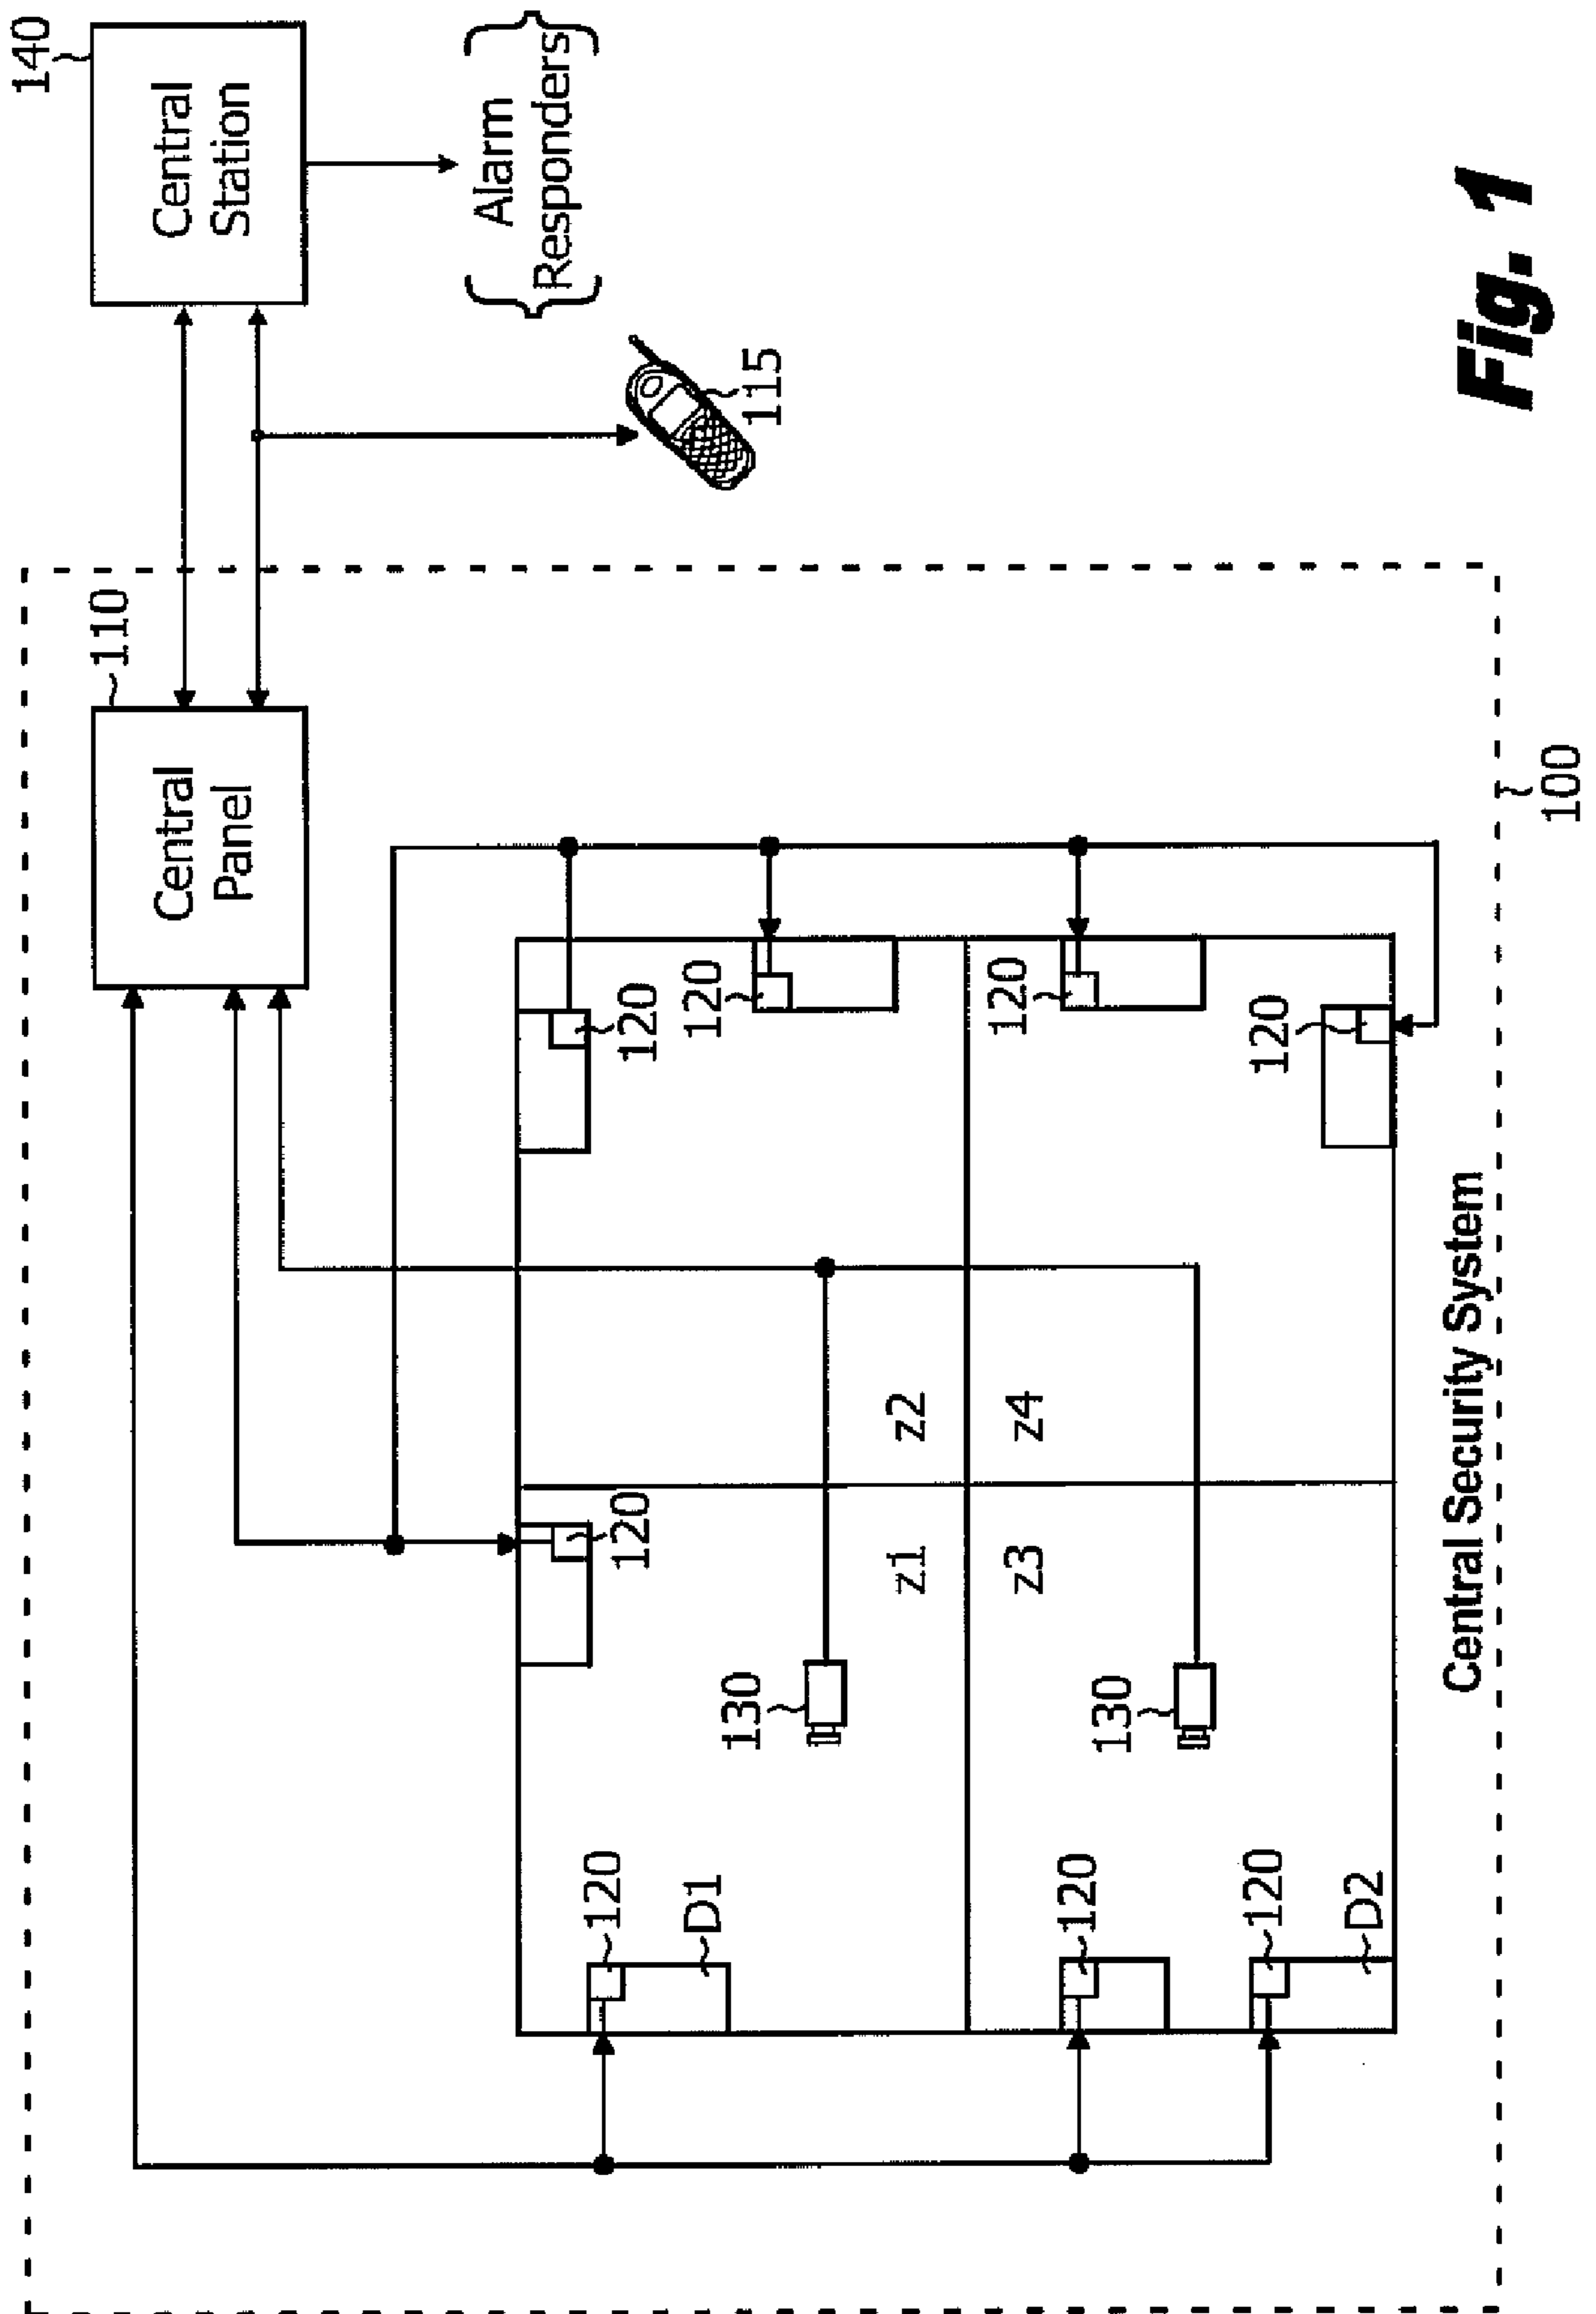 140
110
Central
Panel
Central
Station
Alarm
Responders
120
120
120
D1
120
130
115
z1
z2
z3
z4
120
120
130
120
120
D2
Central Security System
Fig. 1
100